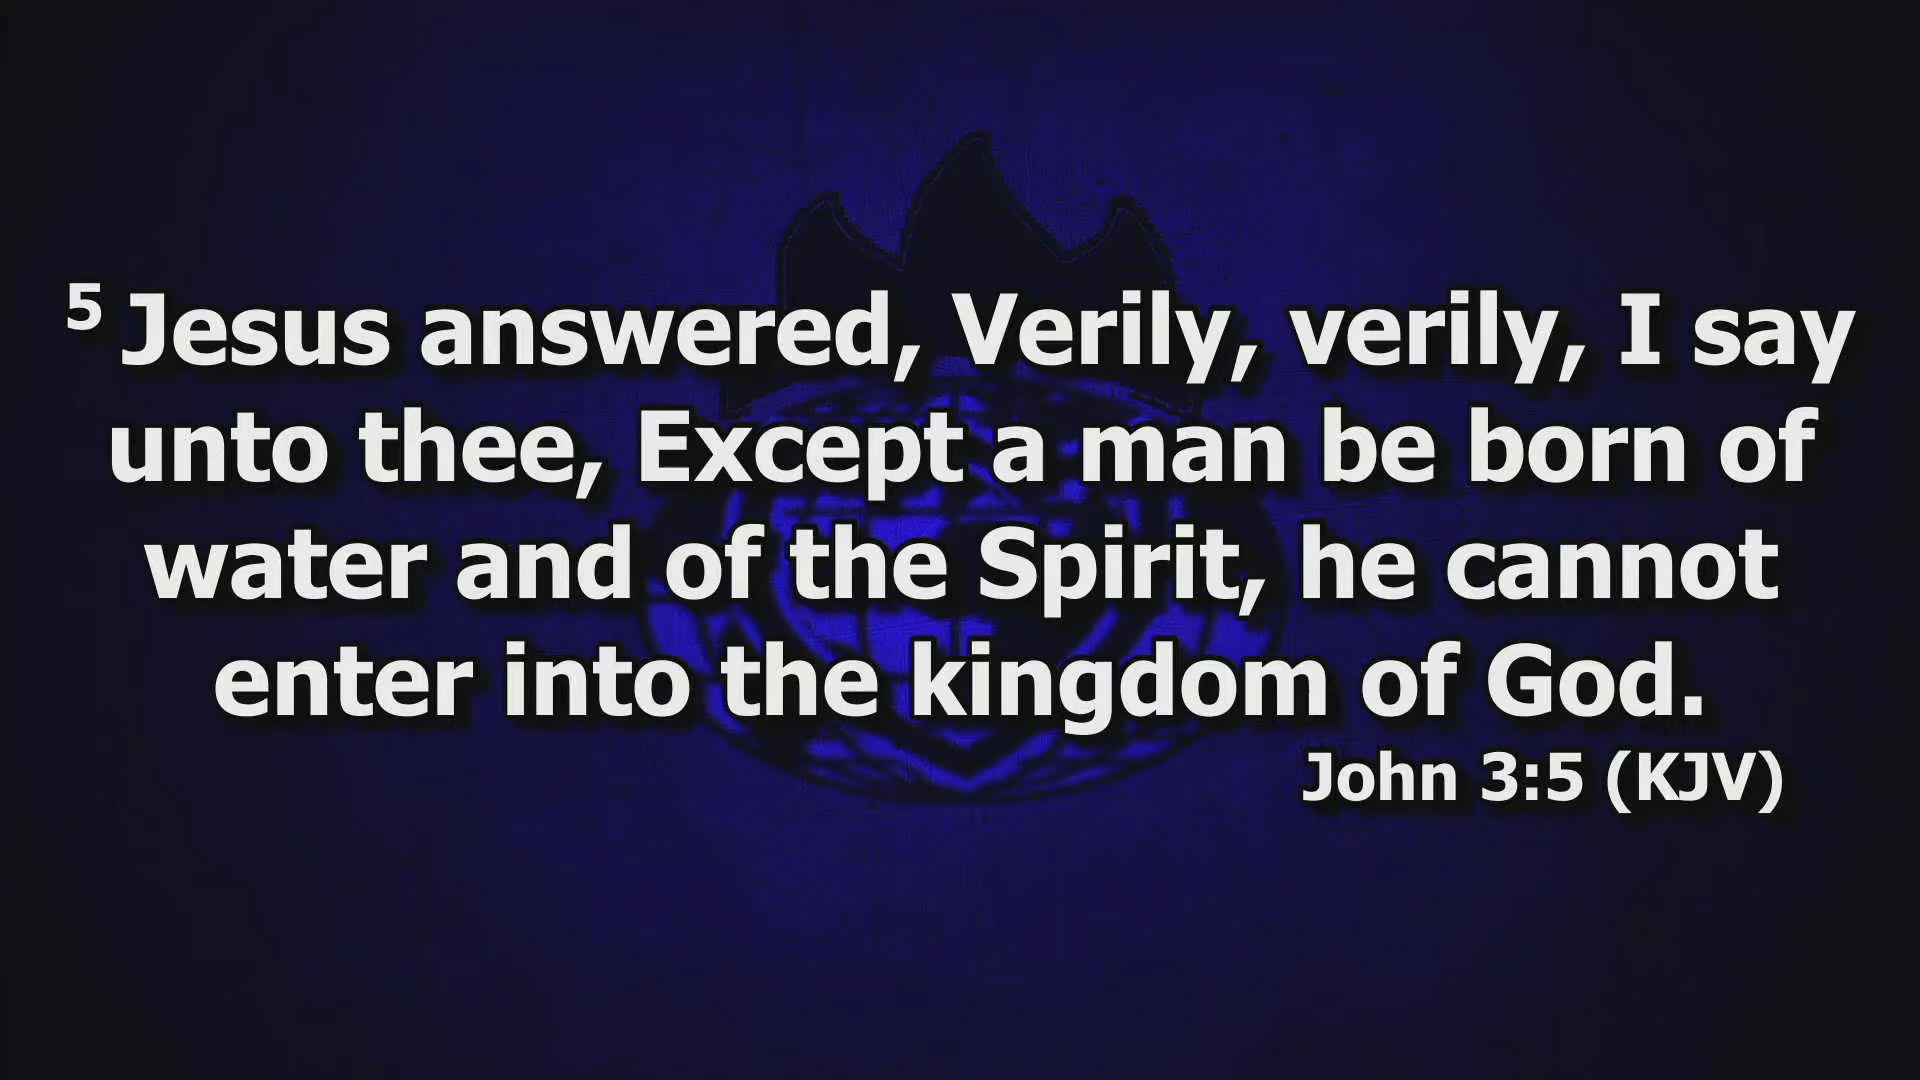 5 Jesus answered, Verily, verily, I say
unto thee, Except a man be born of
water and of the Spirit, he cannot
enter into the kingdom of God.
John 3:5 (KJV)